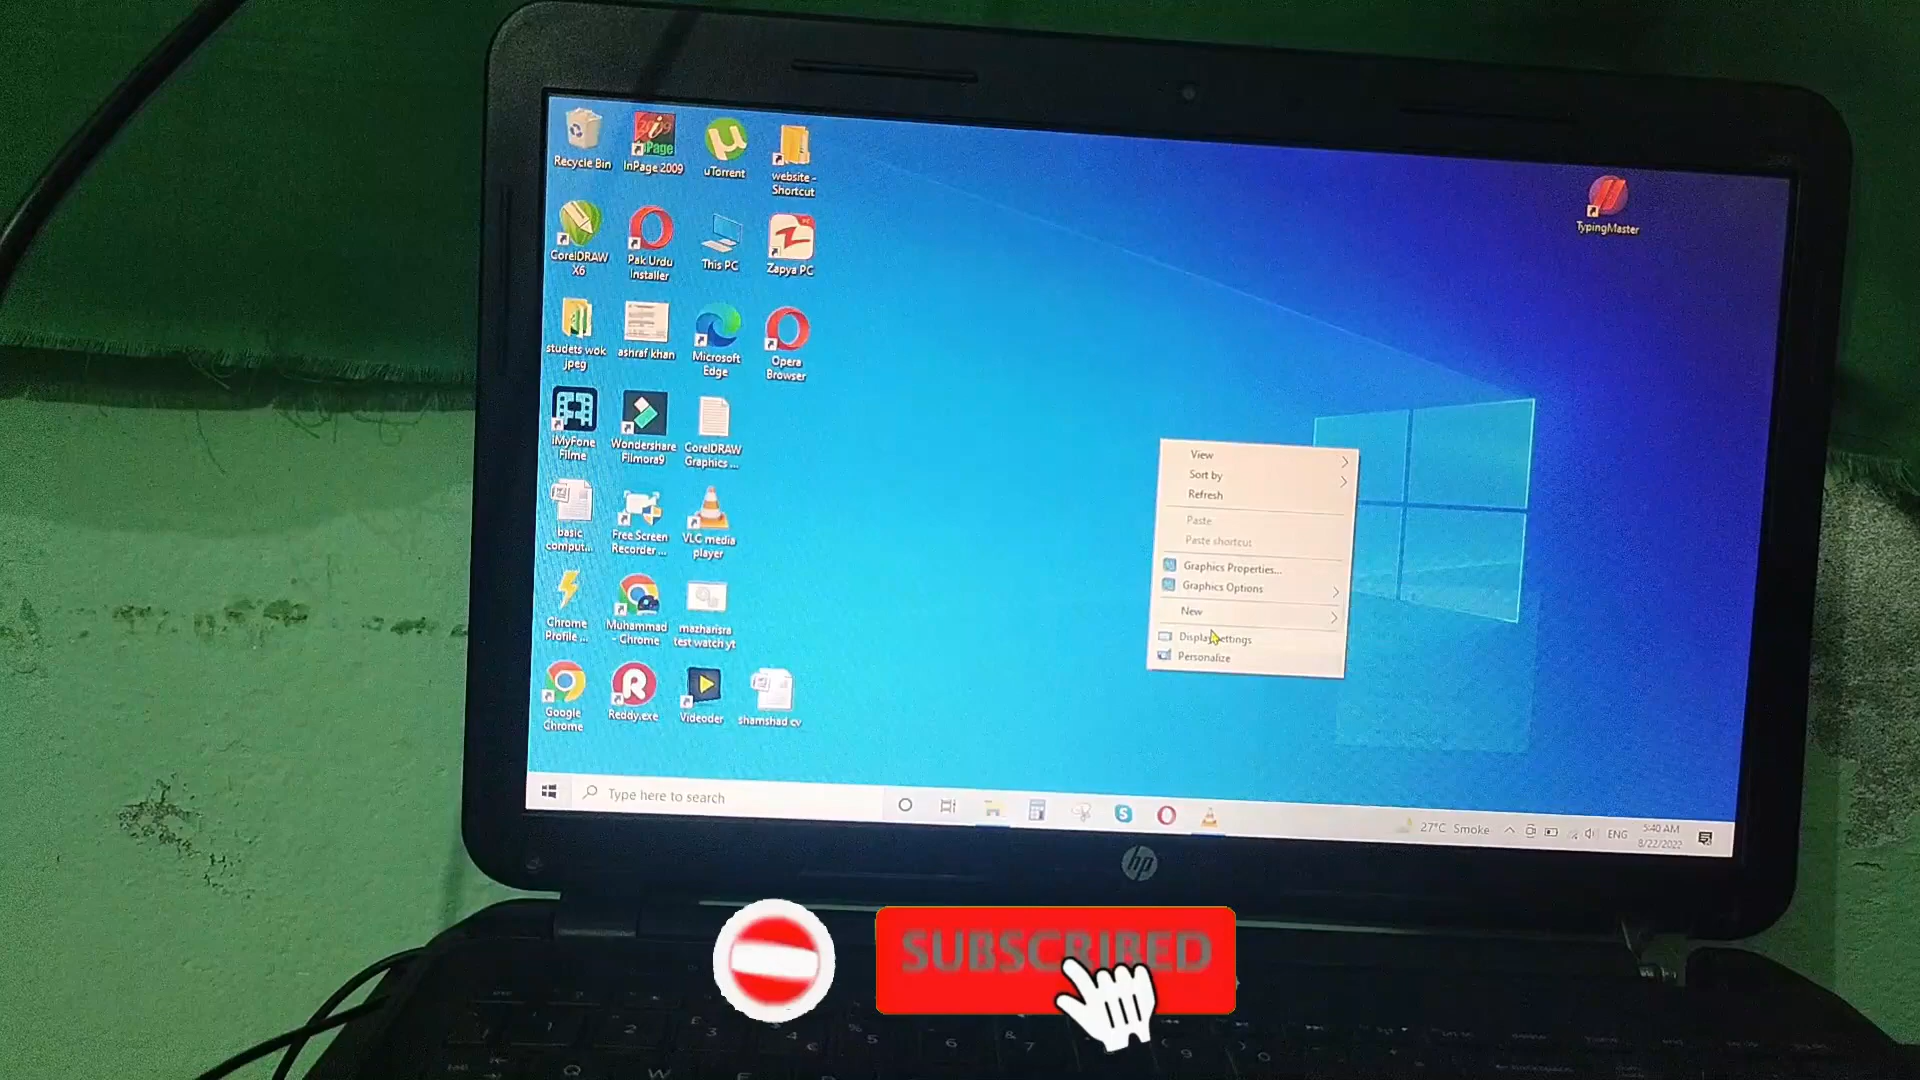 Recycle Bin
InPage 2009
uTorrent
website -
Shortcut
TypingMaster
CorelDRAW
X6
Pak Urdu
Installer
This PC
Zapya PC
studets wok
jpeg
ashraf khan
Microsoft
Edge
Opera
Browser
iMyFone
Filme
Wondershare
Filmora9
CorelDRAW
Graphics ...
basic
comput...
Free Screen
Recorder ...
VLC media
player
Chrome
Profile ...
Muhammad
- Chrome
mazharisra
test watch yt
Google
Chrome
Reddy.exe
Videoder
shamshad cv
View
Sort by
Refresh
Paste
Paste shortcut
Graphics Properties...
Graphics Options
New
Display settings
Personalize
Type here to search
27°C Smoke
ENG
5:40 AM
8/22/2022
hp
SUBSCRIBED